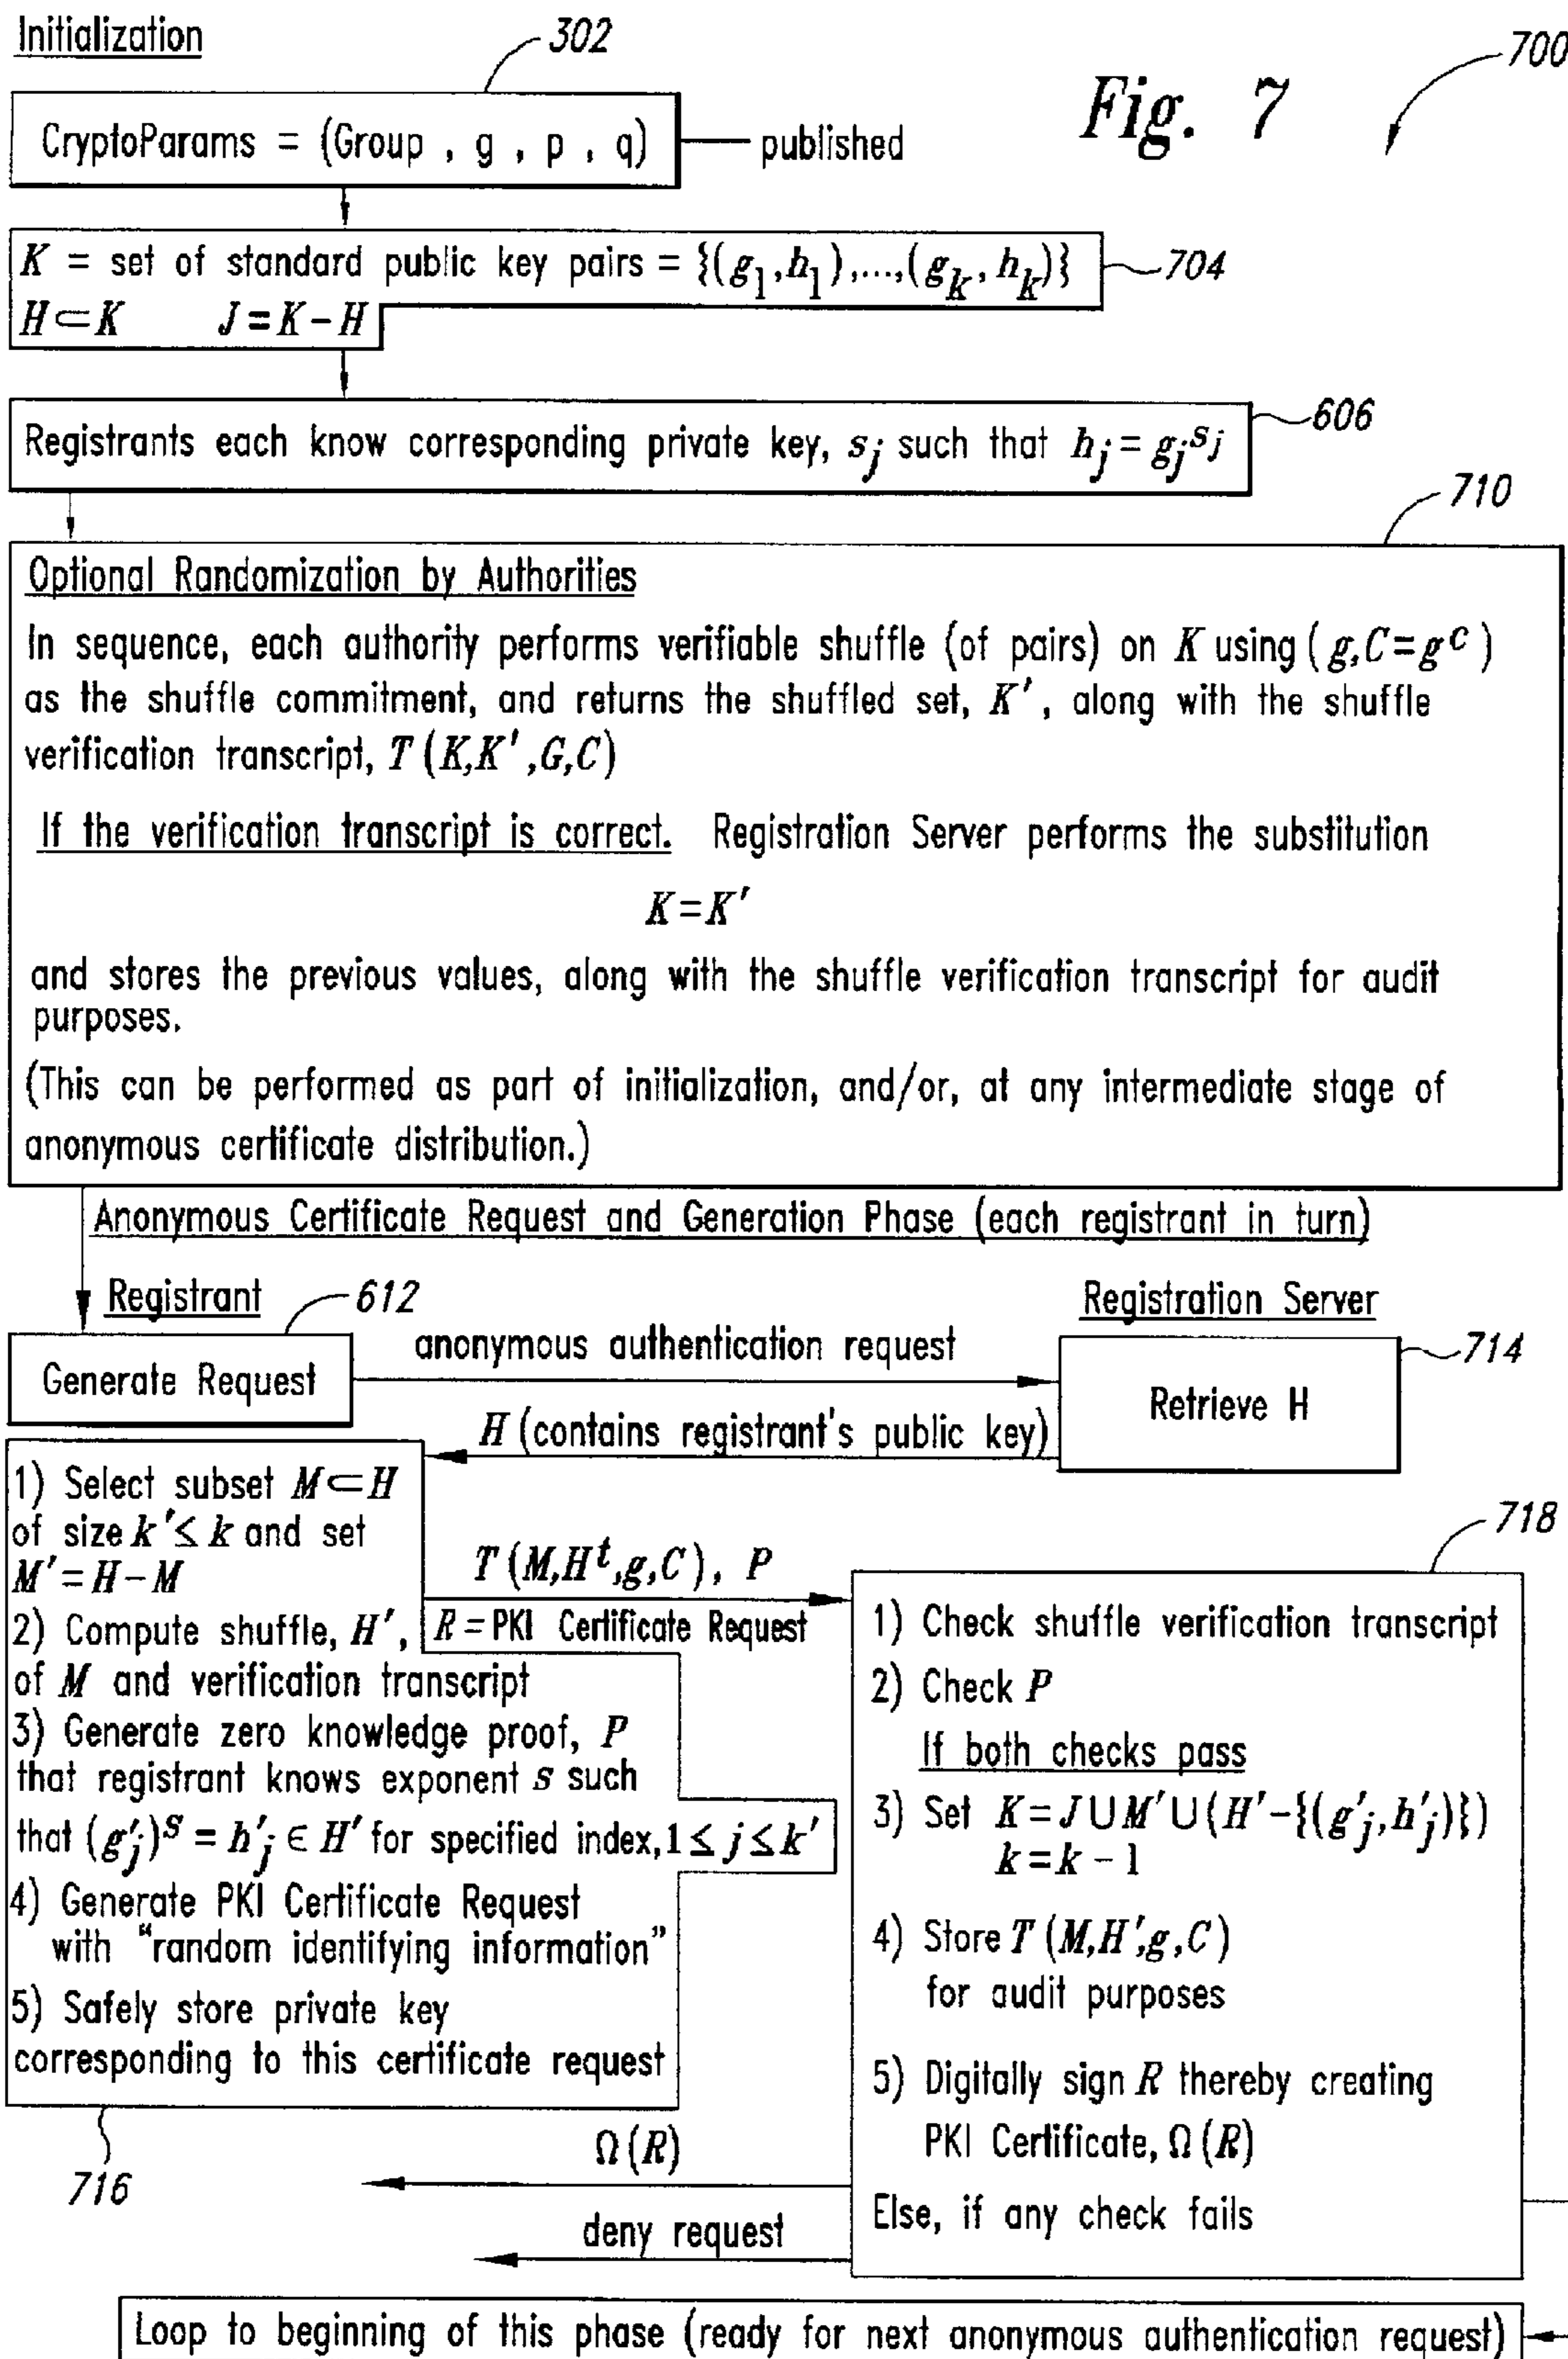 Initialization
302
700
Fig. 7
CryptoParams = (Group , g , p , q)
published
K = set of standard public key pairs = {(g₁,h₁),...,(gₖ,hₖ)}
H⊂K J=K-H
704
606
Registrants each know corresponding private key, sⱼ such that hⱼ = gⱼ^sⱼ
710
Optional Randomization by Authorities
In sequence, each authority performs verifiable shuffle (of pairs) on K using (g,C=g^c)
as the shuffle commitment, and returns the shuffled set, K', along with the shuffle
verification transcript, T(K,K',G,C)
If the verification transcript is correct. Registration Server performs the substitution
K=K'
and stores the previous values, along with the shuffle verification transcript for audit
purposes.
(This can be performed as part of initialization, and/or, at any intermediate stage of
anonymous certificate distribution.)
Anonymous Certificate Request and Generation Phase (each registrant in turn)
Registrant
612
Registration Server
Generate Request
anonymous authentication request
714
Retrieve H
H (contains registrant's public key)
1) Select subset M⊂H
of size k'≤ k and set
M'=H-M
2) Compute shuffle, H',
of M and verification transcript
3) Generate zero knowledge proof, P
that registrant knows exponent s such
that (g'ⱼ)^s = h'ⱼ ∈ H' for specified index,1≤ j≤ k'
4) Generate PKI Certificate Request
with "random identifying information"
5) Safely store private key
corresponding to this certificate request
716
T(M,H^t,g,C), P
R = PKI Certificate Request
718
1) Check shuffle verification transcript
2) Check P
If both checks pass
3) Set K=J∪M'∪(H'-{(g'ⱼ,h'ⱼ)})
k=k-1
4) Store T(M,H',g,C)
for audit purposes
5) Digitally sign R thereby creating
PKI Certificate, Ω(R)
Else, if any check fails
Ω(R)
deny request
Loop to beginning of this phase (ready for next anonymous authentication request)